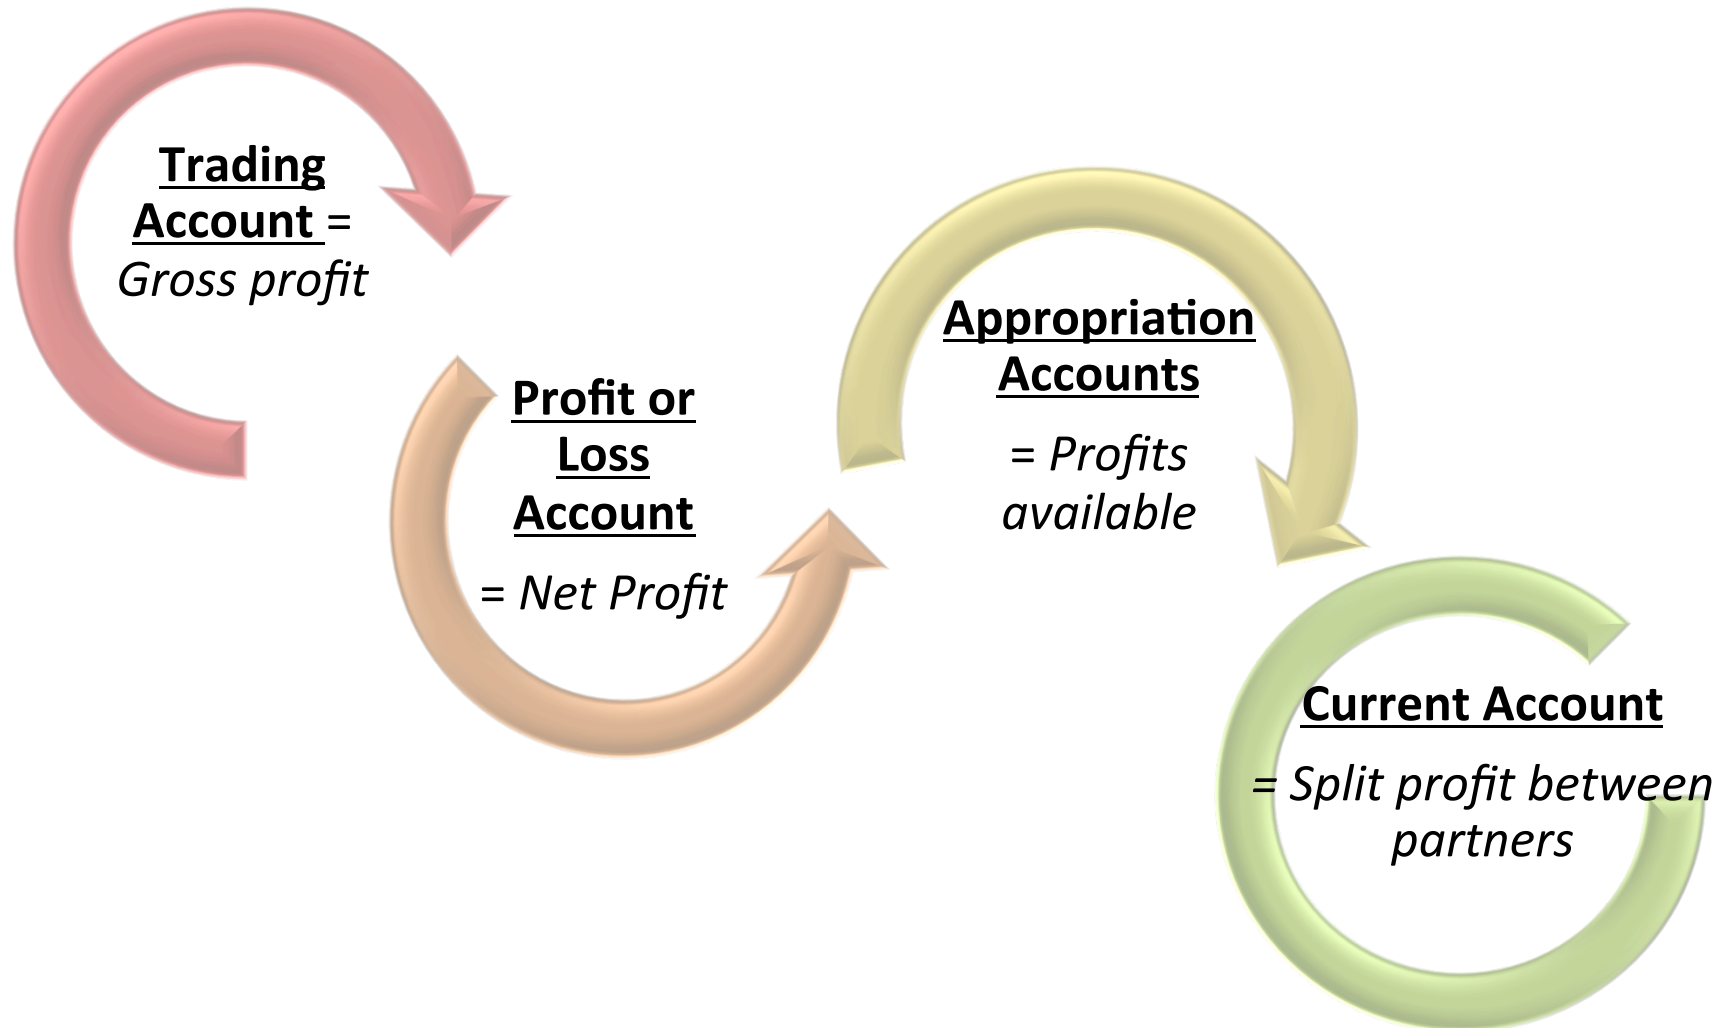 Trading
Account =
Gross profit
Profit or
Loss
Account
= Net Profit
Appropriation
Accounts
= Profits
available
Current Account
= Split profit between
partners